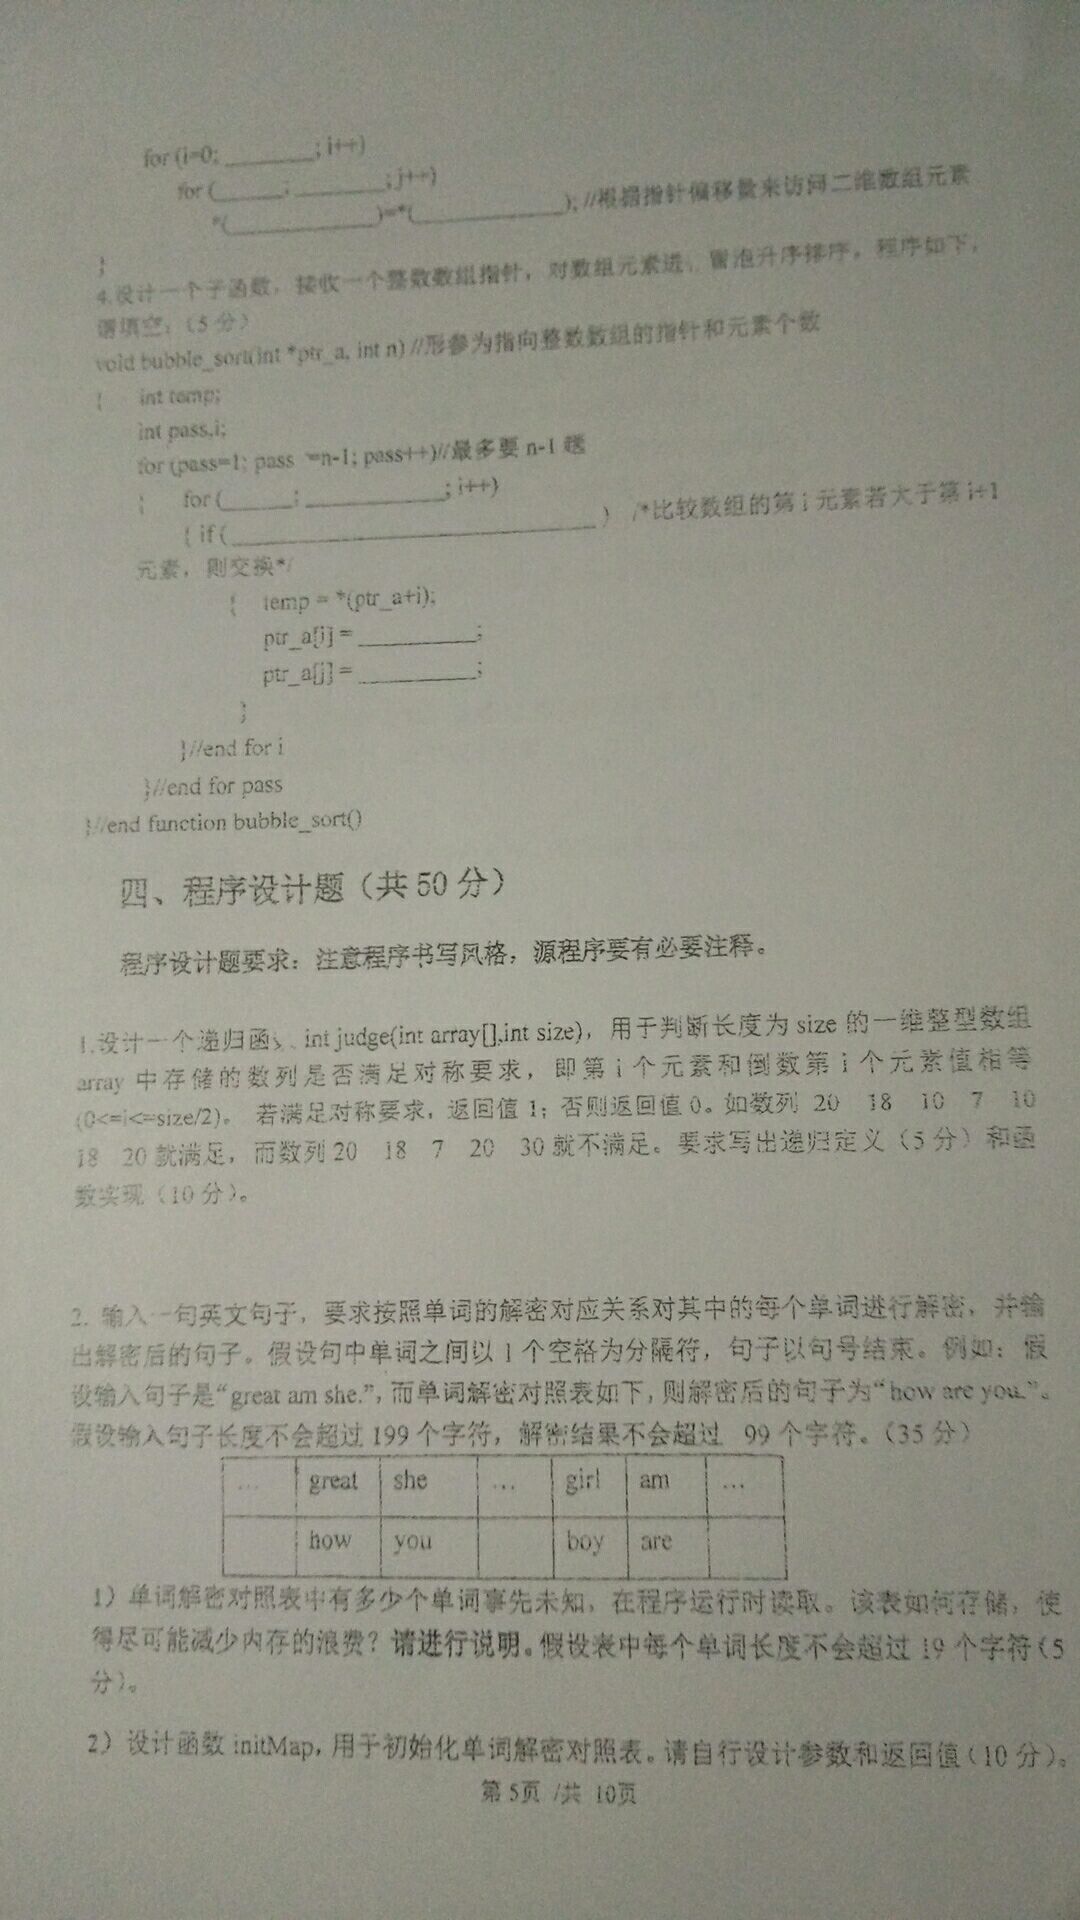 for (i=0; ________; i++)
for (______; ________; j++)
*(____________)=*(____________); //根据指针偏移量来访问二维数组元素
}
4.设计一个子函数，接收一个整数数组指针，对数组元素进 冒泡升序排序，程序如下，
请填空：（5 分）
void bubble_sort(int *ptr_a, int n) //形参为指向整数数组的指针和元素个数
{ int temp;
int pass,i;
for (pass=1; pass =n-1; pass++)//最多要 n-1 趟
{ for (______; ____________; i++)
{ if (______________________________) /*比较数组的第 i 元素若大于第 i+1
元素，则交换*/
{ temp = *(ptr_a+i);
ptr_a[i] = __________;
ptr_a[j] = __________;
}
}//end for i
}//end for pass
}//end function bubble_sort()
四、程序设计题（共 50 分）
程序设计题要求：注意程序书写风格，源程序要有必要注释。
1.设计一个递归函 int judge(int array[],int size)，用于判断长度为 size 的一维整型数组
array 中存储的数列是否满足对称要求，即第 i 个元素和倒数第 i 个元素值相等
(0<=i<=size/2)。 若满足对称要求，返回值 1；否则返回值 0。如数列 20 18 10 7 10
18 20 就满足，而数列 20 18 7 20 30 就不满足。要求写出递归定义（5 分）和函
数实现（10 分）。
2. 输入一句英文句子，要求按照单词的解密对应关系对其中的每个单词进行解密，并输
出解密后的句子。假设句中单词之间以 1 个空格为分隔符，句子以句号结束。例如：假
设输入句子是“great am she.”，而单词解密对照表如下，则解密后的句子为“how are you.”。
假设输入句子长度不会超过 199 个字符，解密结果不会超过 99 个字符。（35 分）
… great she … girl am …
how you boy are
1）单词解密对照表中有多少个单词事先未知，在程序运行时读取。该表如何存储，使
得尽可能减少内存的浪费？请进行说明。假设表中每个单词长度不会超过 19 个字符（5
分）。
2）设计函数 initMap，用于初始化单词解密对照表。请自行设计参数和返回值（10 分）。
第 5页 /共 10页